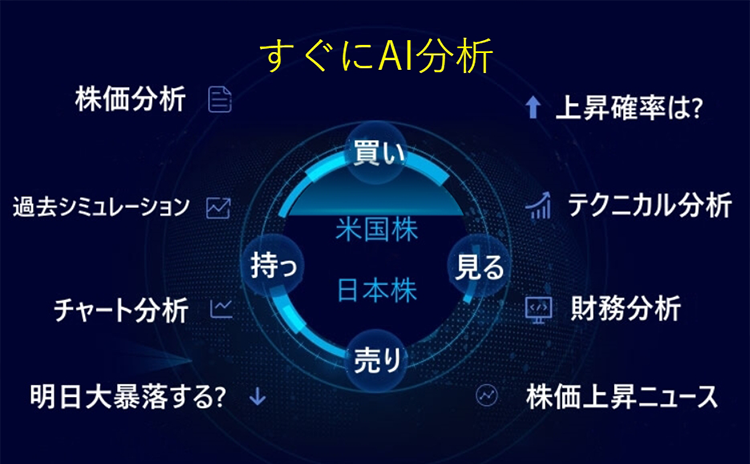 すぐにAI分析
株価分析
上昇確率は?
買い
過去シミュレーション
テクニカル分析
米国株
持っ
見る
日本株
チャート分析
財務分析
売り
明日大暴落する?
株価上昇ニュース